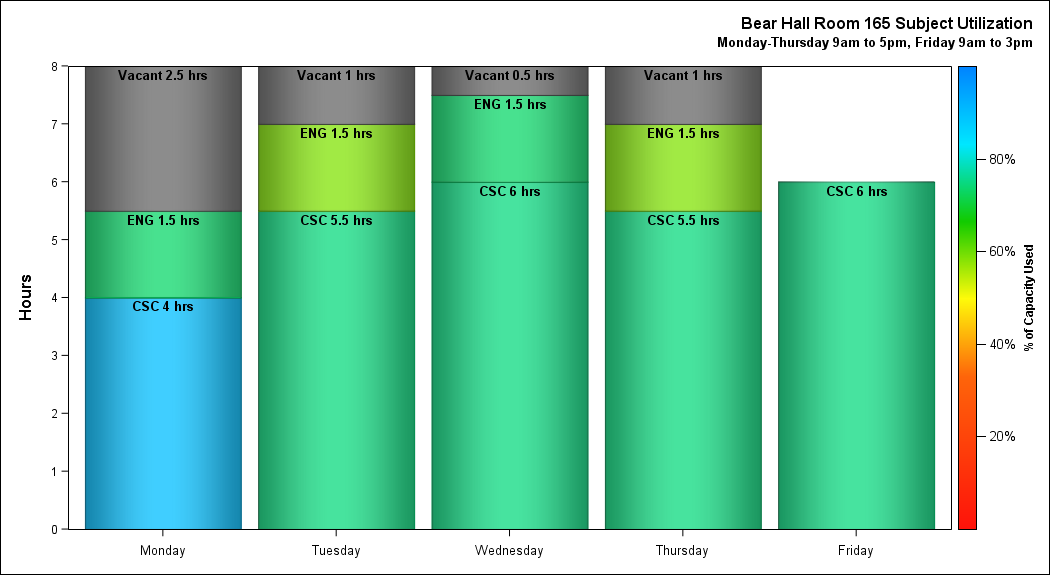 Bear Hall Room 165 Subject Utilization
Monday-Thursday 9am to 5pm, Friday 9am to 3pm
8
7
6
5
4
3
2
1
0
Hours
Vacant 2.5 hrs
ENG 1.5 hrs
CSC 4 hrs
Vacant 1 hrs
ENG 1.5 hrs
CSC 5.5 hrs
Vacant 0.5 hrs
ENG 1.5 hrs
CSC 6 hrs
Vacant 1 hrs
ENG 1.5 hrs
CSC 5.5 hrs
CSC 6 hrs
Monday
Tuesday
Wednesday
Thursday
Friday
80%
60%
40%
20%
% of Capacity Used